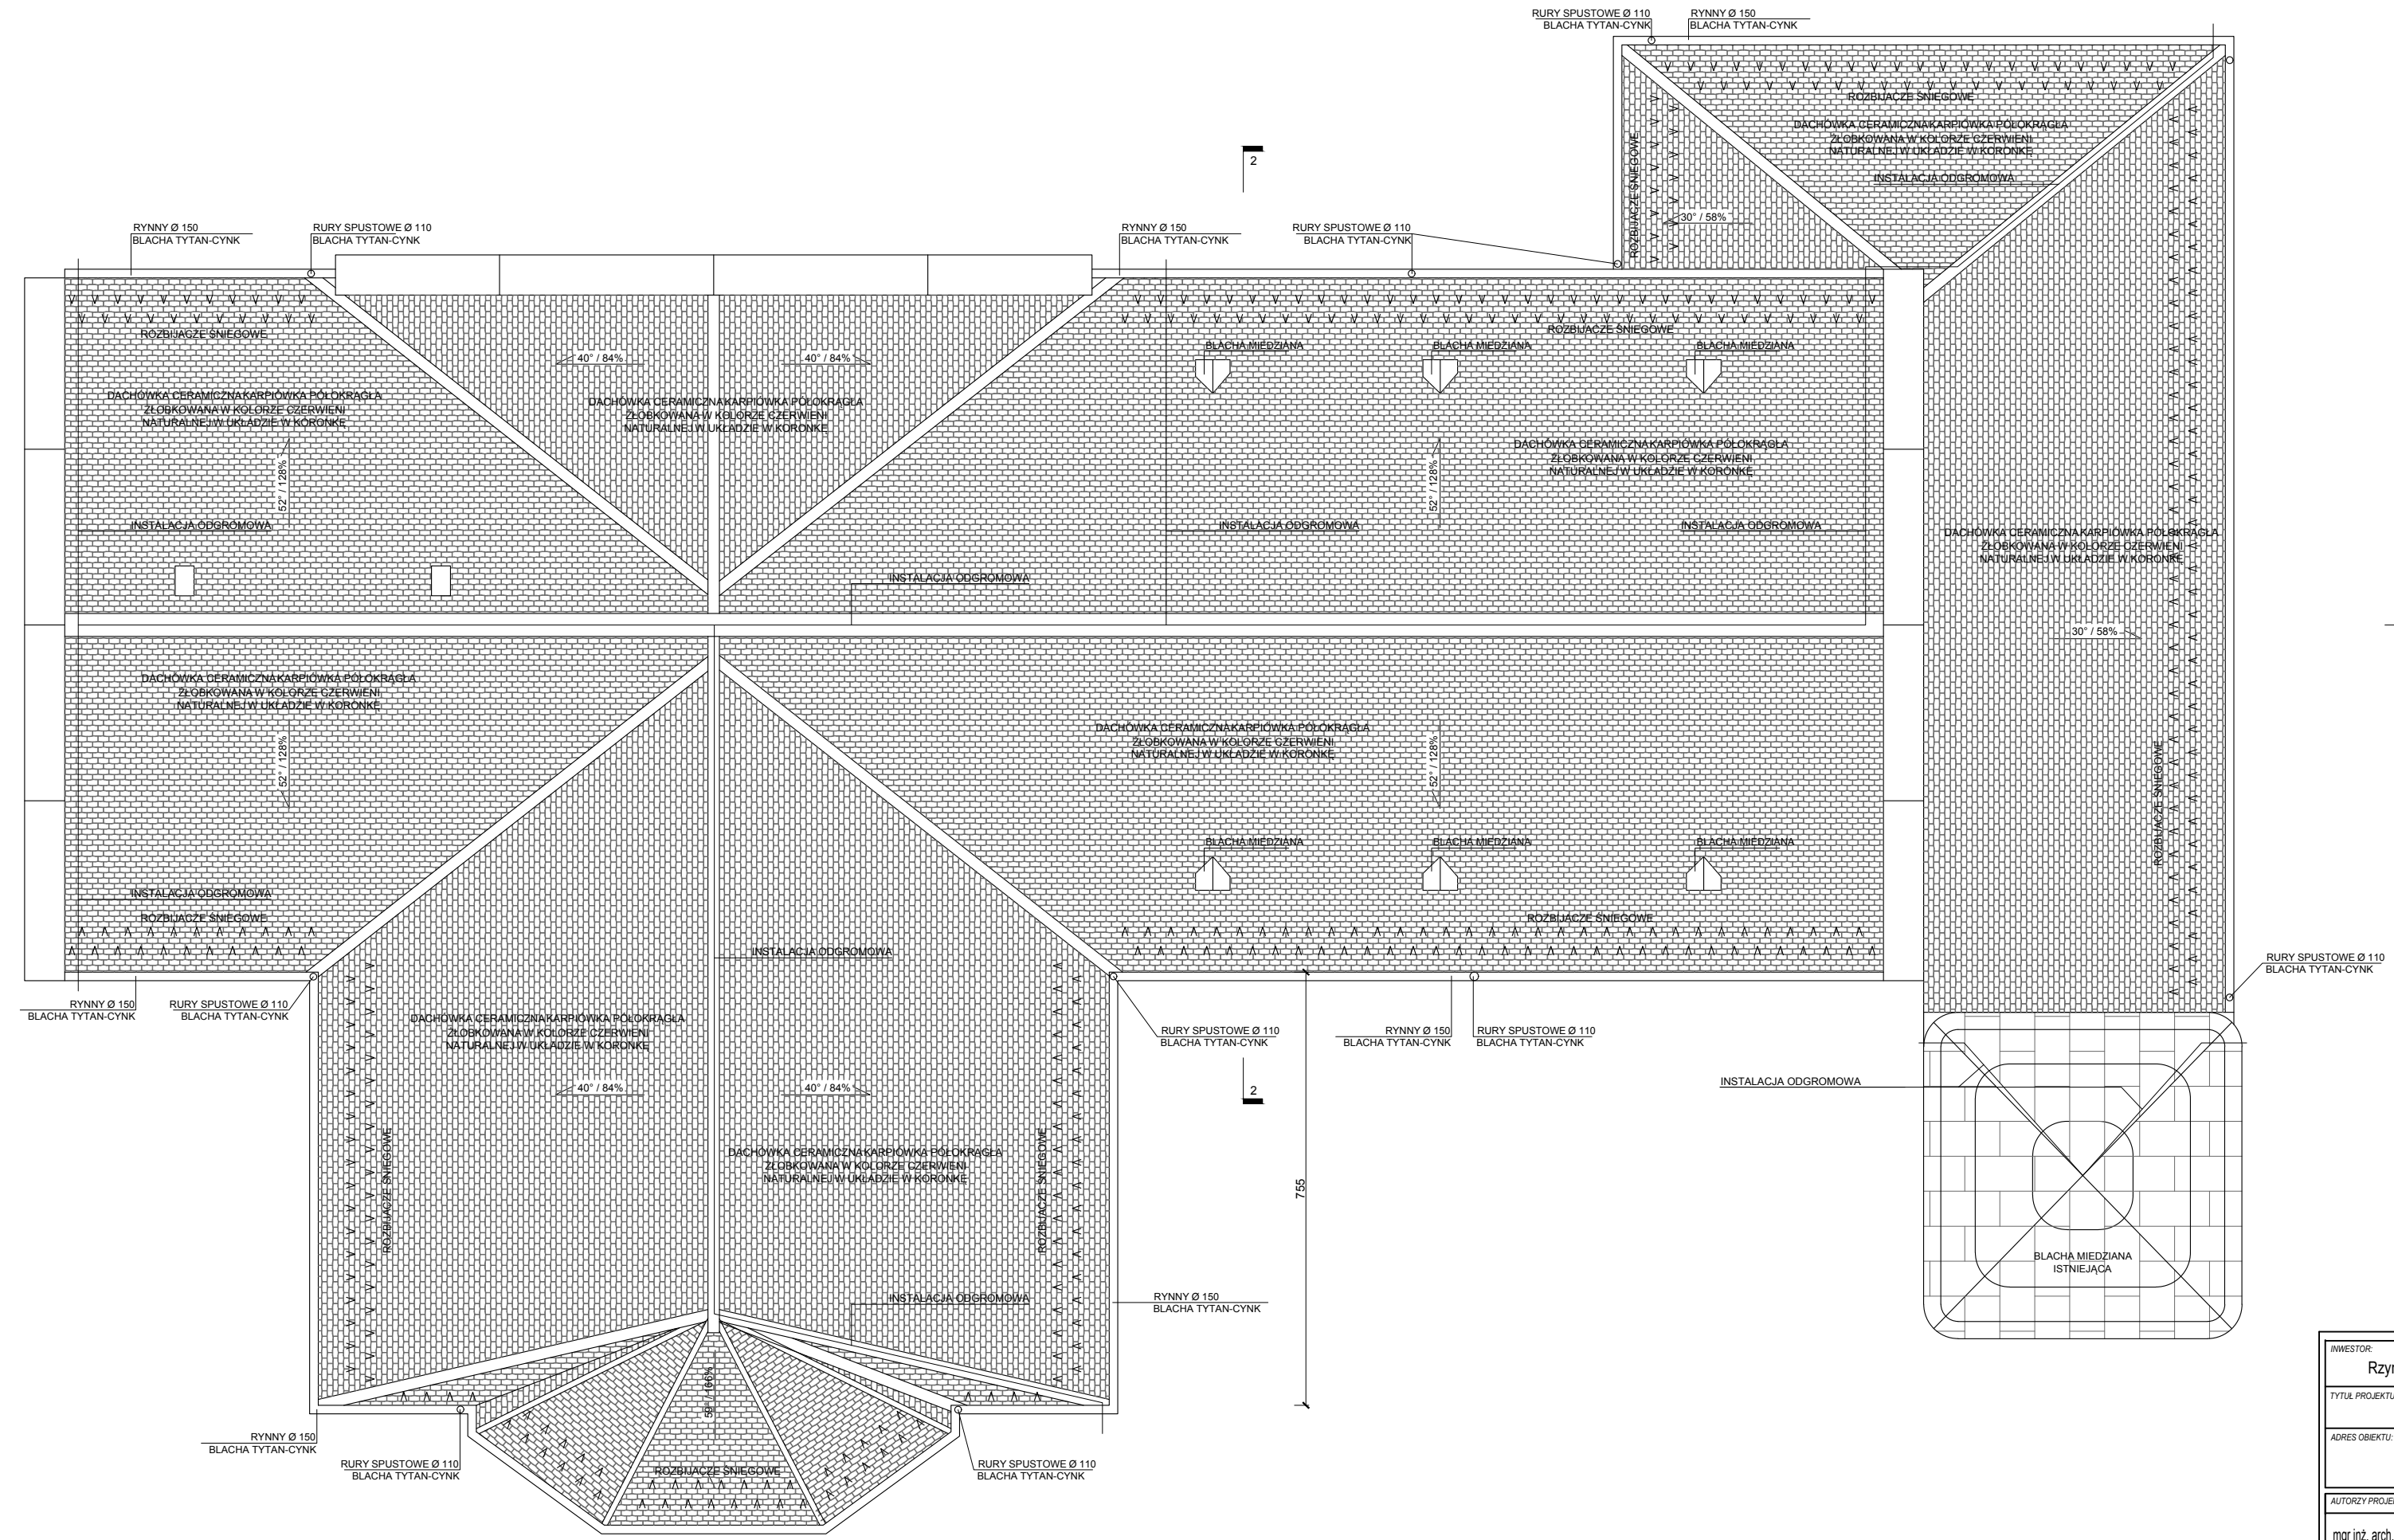 RURY SPUSTOWE Ø 110
BLACHA TYTAN-CYNK
RYNNY Ø 150
BLACHA TYTAN-CYNK
ROZBIJACZE ŚNIEGOWE
DACHÓWKA CERAMICZNA KARPIÓWKA PÓŁOKRĄGŁA
ŻŁOBKOWANA W KOLORZE CZERWIENI
NATURALNEJ W UKŁADZIE W KORONKĘ
INSTALACJA ODGROMOWA
ROZBIJACZE ŚNIEGOWE
30° / 58%
2
RYNNY Ø 150
BLACHA TYTAN-CYNK
RURY SPUSTOWE Ø 110
BLACHA TYTAN-CYNK
RYNNY Ø 150
BLACHA TYTAN-CYNK
RURY SPUSTOWE Ø 110
BLACHA TYTAN-CYNK
ROZBIJACZE ŚNIEGOWE
40° / 84%
40° / 84%
ROZBIJACZE ŚNIEGOWE
BLACHA MIEDZIANA
BLACHA MIEDZIANA
BLACHA MIEDZIANA
DACHÓWKA CERAMICZNA KARPIÓWKA PÓŁOKRĄGŁA
ŻŁOBKOWANA W KOLORZE CZERWIENI
NATURALNEJ W UKŁADZIE W KORONKĘ
DACHÓWKA CERAMICZNA KARPIÓWKA PÓŁOKRĄGŁA
ŻŁOBKOWANA W KOLORZE CZERWIENI
NATURALNEJ W UKŁADZIE W KORONKĘ
DACHÓWKA CERAMICZNA KARPIÓWKA PÓŁOKRĄGŁA
ŻŁOBKOWANA W KOLORZE CZERWIENI
NATURALNEJ W UKŁADZIE W KORONKĘ
52° / 128%
52° / 128%
INSTALACJA ODGROMOWA
INSTALACJA ODGROMOWA
INSTALACJA ODGROMOWA
DACHÓWKA CERAMICZNA KARPIÓWKA PÓŁOKRĄGŁA
ŻŁOBKOWANA W KOLORZE CZERWIENI
NATURALNEJ W UKŁADZIE W KORONKĘ
INSTALACJA ODGROMOWA
30° / 58%
DACHÓWKA CERAMICZNA KARPIÓWKA PÓŁOKRĄGŁA
ŻŁOBKOWANA W KOLORZE CZERWIENI
NATURALNEJ W UKŁADZIE W KORONKĘ
DACHÓWKA CERAMICZNA KARPIÓWKA PÓŁOKRĄGŁA
ŻŁOBKOWANA W KOLORZE CZERWIENI
NATURALNEJ W UKŁADZIE W KORONKĘ
52° / 128%
52° / 128%
ROZBIJACZE ŚNIEGOWE
BLACHA MIEDZIANA
BLACHA MIEDZIANA
BLACHA MIEDZIANA
INSTALACJA ODGROMOWA
ROZBIJACZE ŚNIEGOWE
ROZBIJACZE ŚNIEGOWE
INSTALACJA ODGROMOWA
RURY SPUSTOWE Ø 110
BLACHA TYTAN-CYNK
RYNNY Ø 150
BLACHA TYTAN-CYNK
RURY SPUSTOWE Ø 110
BLACHA TYTAN-CYNK
DACHÓWKA CERAMICZNA KARPIÓWKA PÓŁOKRĄGŁA
ŻŁOBKOWANA W KOLORZE CZERWIENI
NATURALNEJ W UKŁADZIE W KORONKĘ
RURY SPUSTOWE Ø 110
BLACHA TYTAN-CYNK
RYNNY Ø 150
BLACHA TYTAN-CYNK
RURY SPUSTOWE Ø 110
BLACHA TYTAN-CYNK
40° / 84%
40° / 84%
2
INSTALACJA ODGROMOWA
ROZBIJACZE ŚNIEGOWE
DACHÓWKA CERAMICZNA KARPIÓWKA PÓŁOKRĄGŁA
ŻŁOBKOWANA W KOLORZE CZERWIENI
NATURALNEJ W UKŁADZIE W KORONKĘ
ROZBIJACZE ŚNIEGOWE
755
BLACHA MIEDZIANA
ISTNIEJĄCA
INSTALACJA ODGROMOWA
RYNNY Ø 150
BLACHA TYTAN-CYNK
59° / 166%
RYNNY Ø 150
BLACHA TYTAN-CYNK
RURY SPUSTOWE Ø 110
BLACHA TYTAN-CYNK
ROZBIJACZE ŚNIEGOWE
RURY SPUSTOWE Ø 110
BLACHA TYTAN-CYNK
INWESTOR:
TYTUŁ PROJEKTU
ADRES OBIEKTU:
AUTORZY
mgr inż. arch.